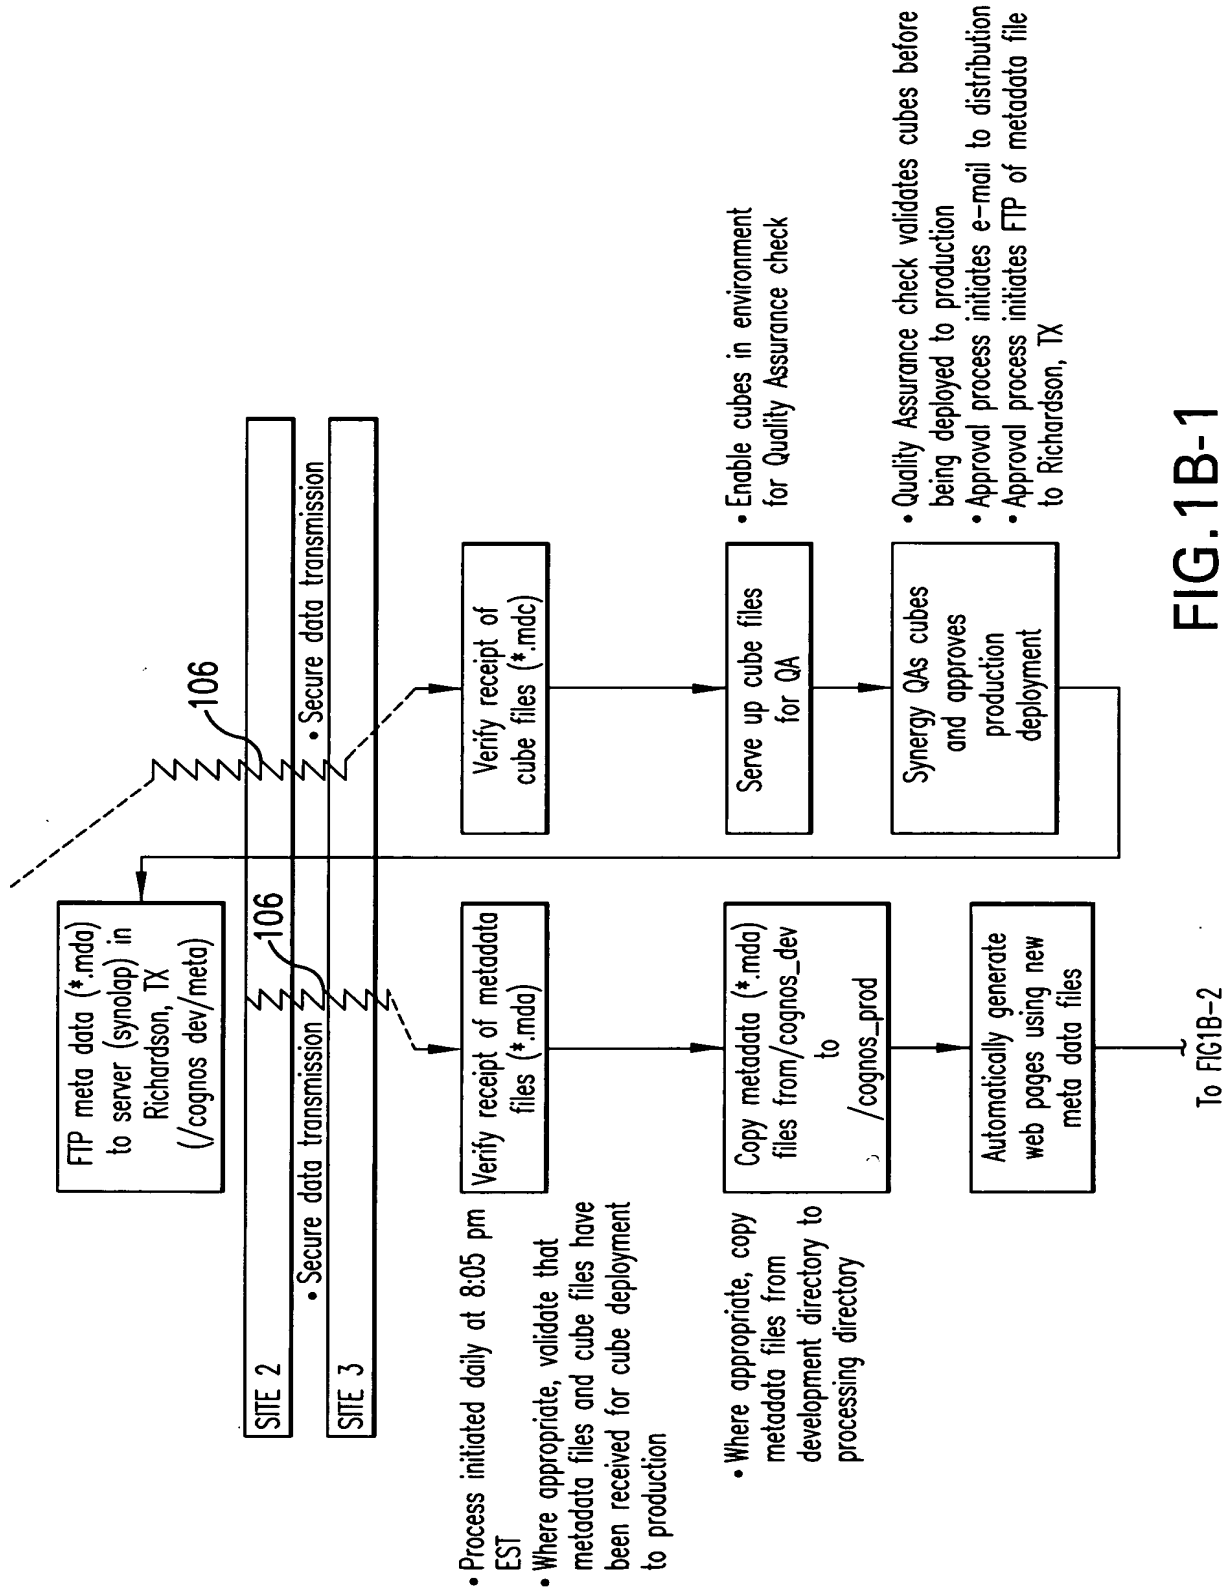 FTP meta data (*.mda)
to server (synolap) in
Richardson, TX
(/cognos dev/meta)
106
SITE 2
• Secure data transmission
• Secure data transmission
106
SITE 3
• Process initiated daily at 8:05 pm
EST
• Where appropriate, validate that
metadata files and cube files have
been received for cube deployment
to production
Verify receipt of metadata
files (*.mda)
Verify receipt of
cube files (*.mdc)
• Where appropriate, copy
metadata files from
development directory to
processing directory
Copy metadata (*.mda)
files from/cognos_dev
to
/cognos_prod
Serve up cube files
for QA
• Enable cubes in environment
for Quality Assurance check
Automatically generate
web pages using new
meta data files
Synergy QAs cubes
and approves
production
deployment
• Quality Assurance check validates cubes before
being deployed to production
• Approval process initiates e-mail to distribution
• Approval process initiates FTP of metadata file
to Richardson, TX
To FIG1B-2
FIG.1B-1